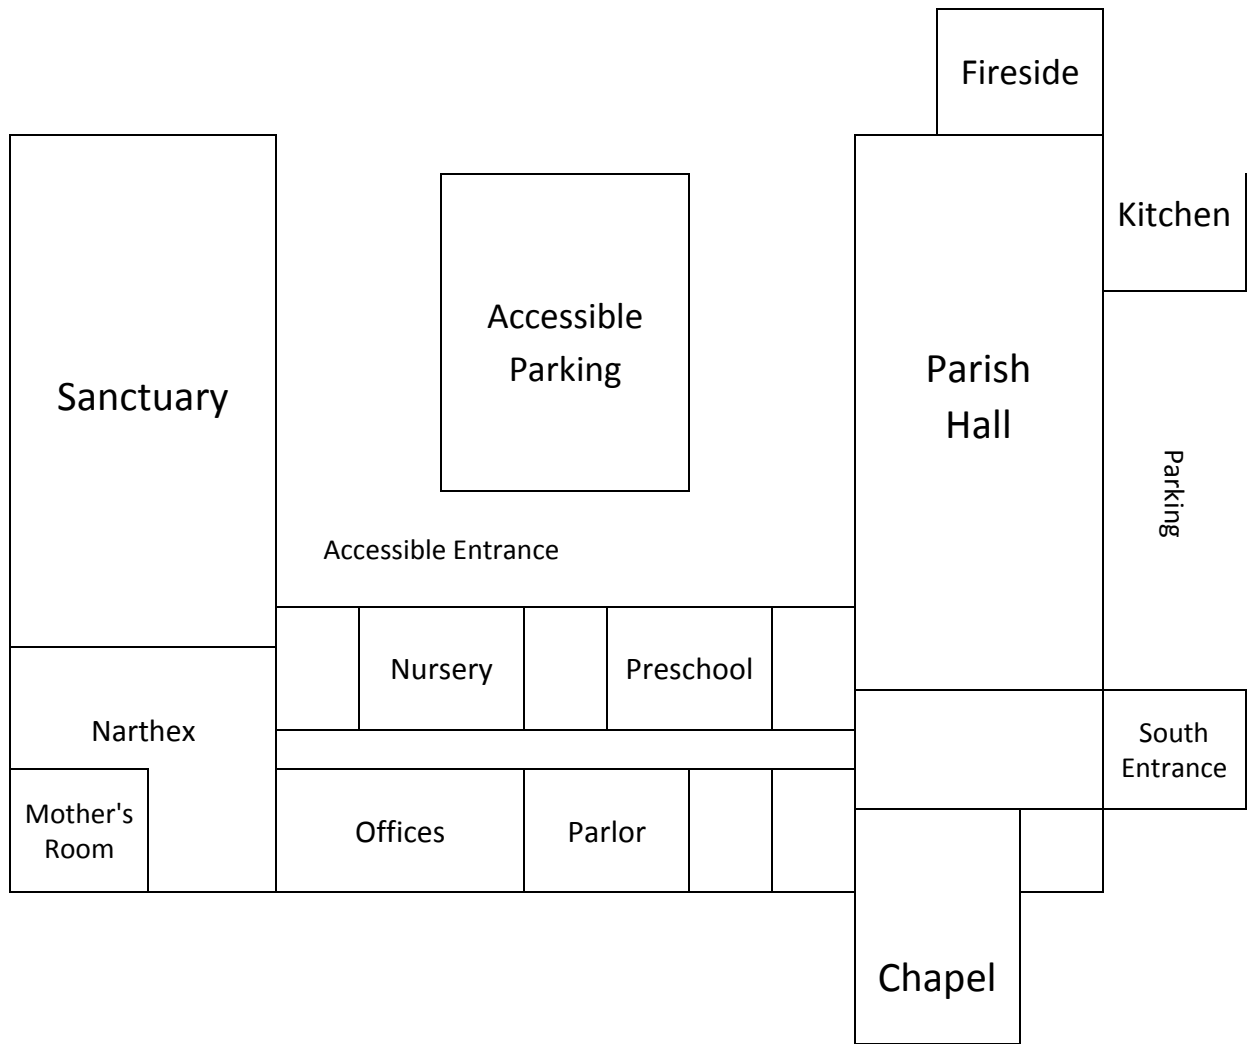 Fireside
Kitchen
Accessible
Parking
Sanctuary
Parish
Hall
Parking
Accessible Entrance
Nursery
Preschool
Narthex
South
Entrance
Mother's
Room
Offices
Parlor
Chapel